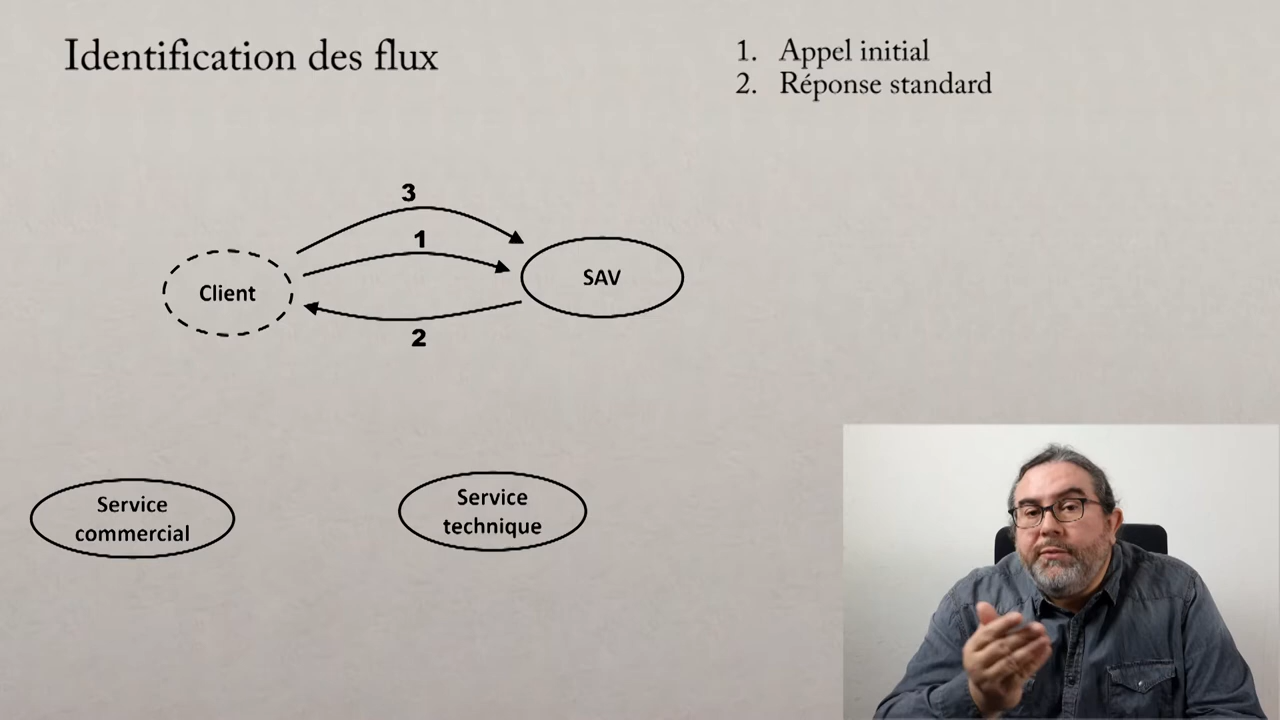 Identification des flux
1. Appel initial
2. Réponse standard
3
1
Client
SAV
2
Service
commercial
Service
technique